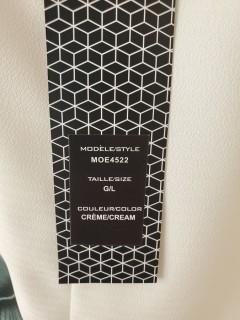 MODÈLE/STYLE
MOE4522
TAILLE/SIZE
G/L
COULEUR/COLOR
CRÈME/CREAM